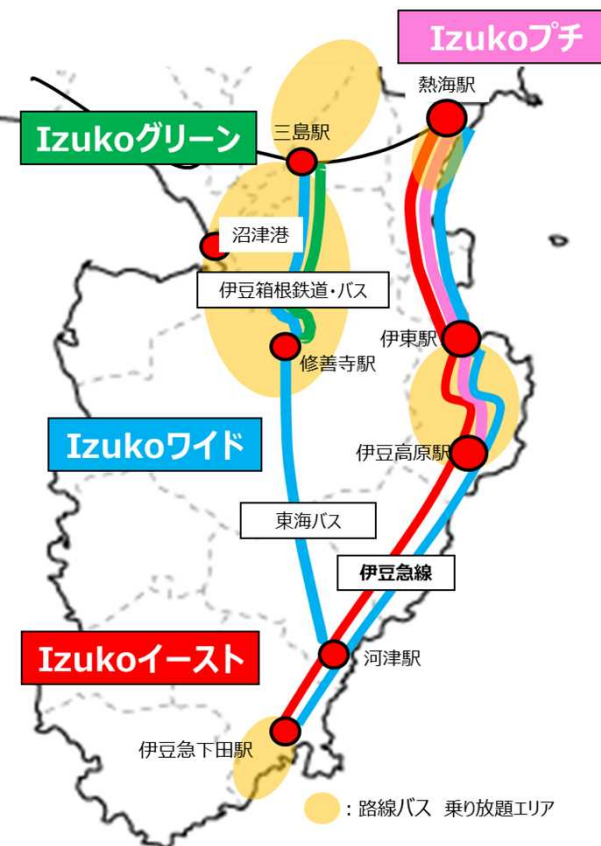 Izukoプチ
熱海駅
Izukoグリーン
三島駅
沼津港
伊豆箱根鉄道・バス
伊東駅
修善寺駅
Izukoワイド
伊豆高原駅
東海バス
伊豆急線
Izukoイースト
河津駅
伊豆急下田駅
：路線バス 乗り放題エリア